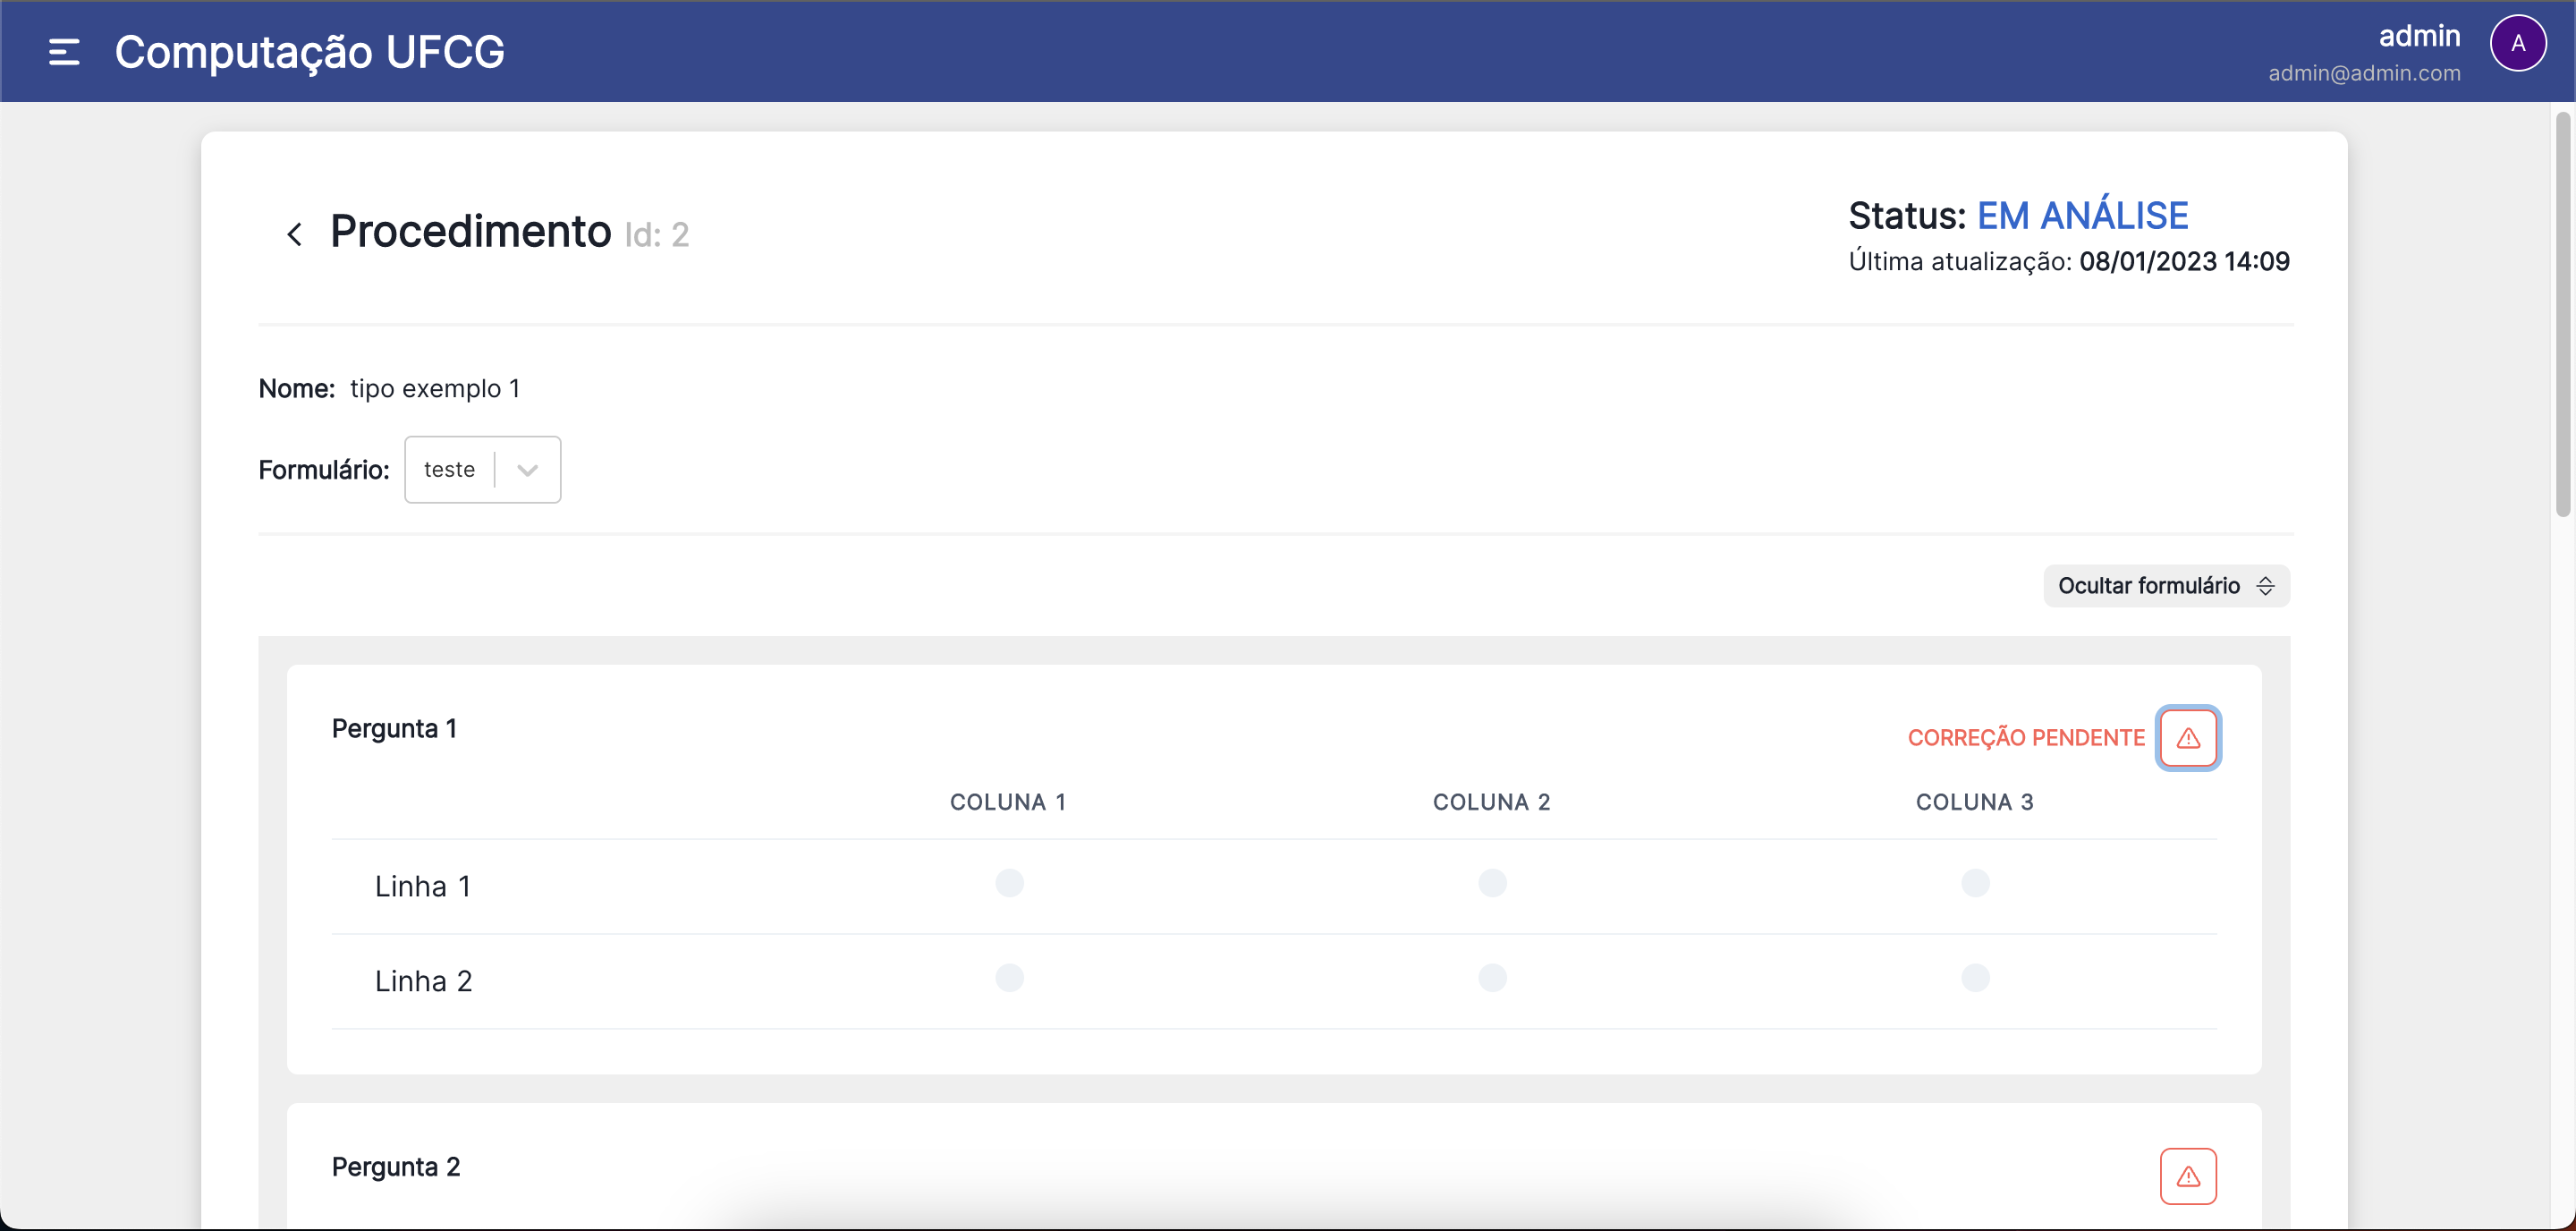 Computação UFCG
admin
admin@admin.com
A
Procedimento Id: 2
Status: EM ANÁLISE
Última atualização: 08/01/2023 14:09
Nome: tipo exemplo 1
Formulário: teste
Ocultar formulário
Pergunta 1
CORREÇÃO PENDENTE
COLUNA 1 COLUNA 2 COLUNA 3
Linha 1
Linha 2
Pergunta 2